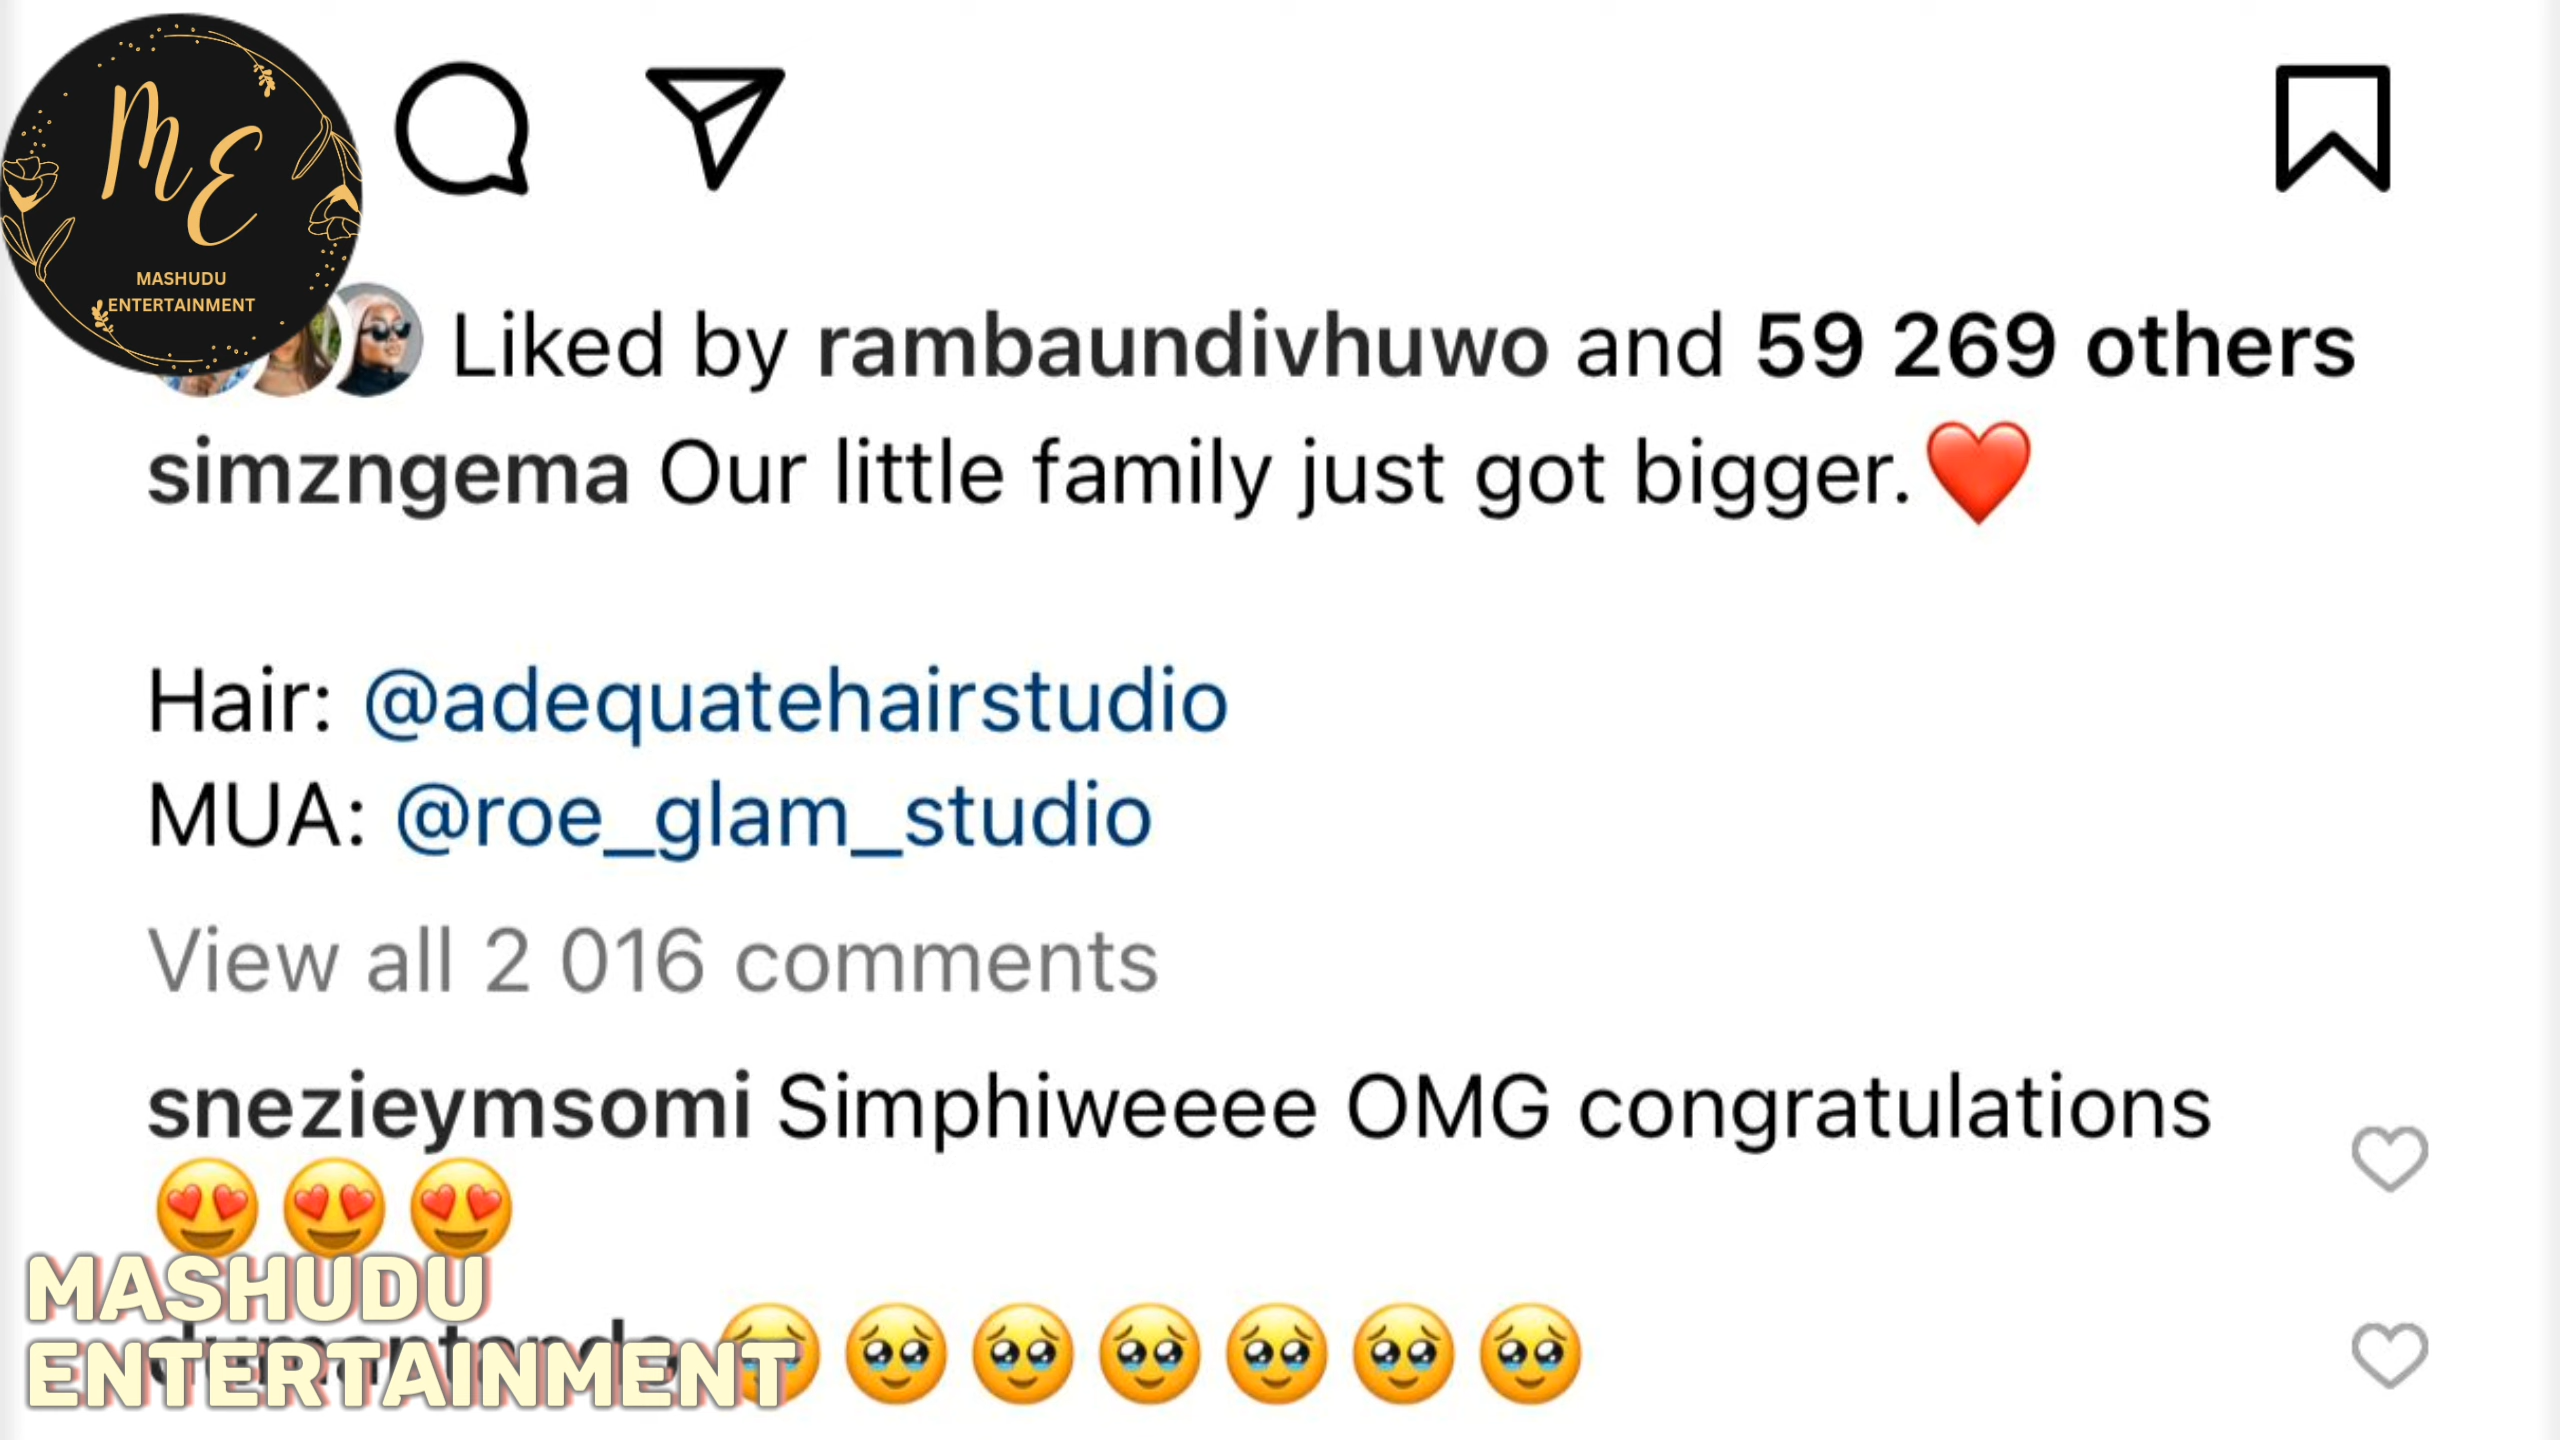 ME
MASHUDU
ENTERTAINMENT
Liked by rambaundivhuwo and 59 269 others
simzngema Our little family just got bigger.❤️
Hair: @adequatehairstudio
MUA: @roe_glam_studio
View all 2 016 comments
snezieymsomi Simphiweeee OMG congratulations
😍😍😍
MASHUDU
🥹🥹🥹🥹🥹🥹🥹
ENTERTAINMENT